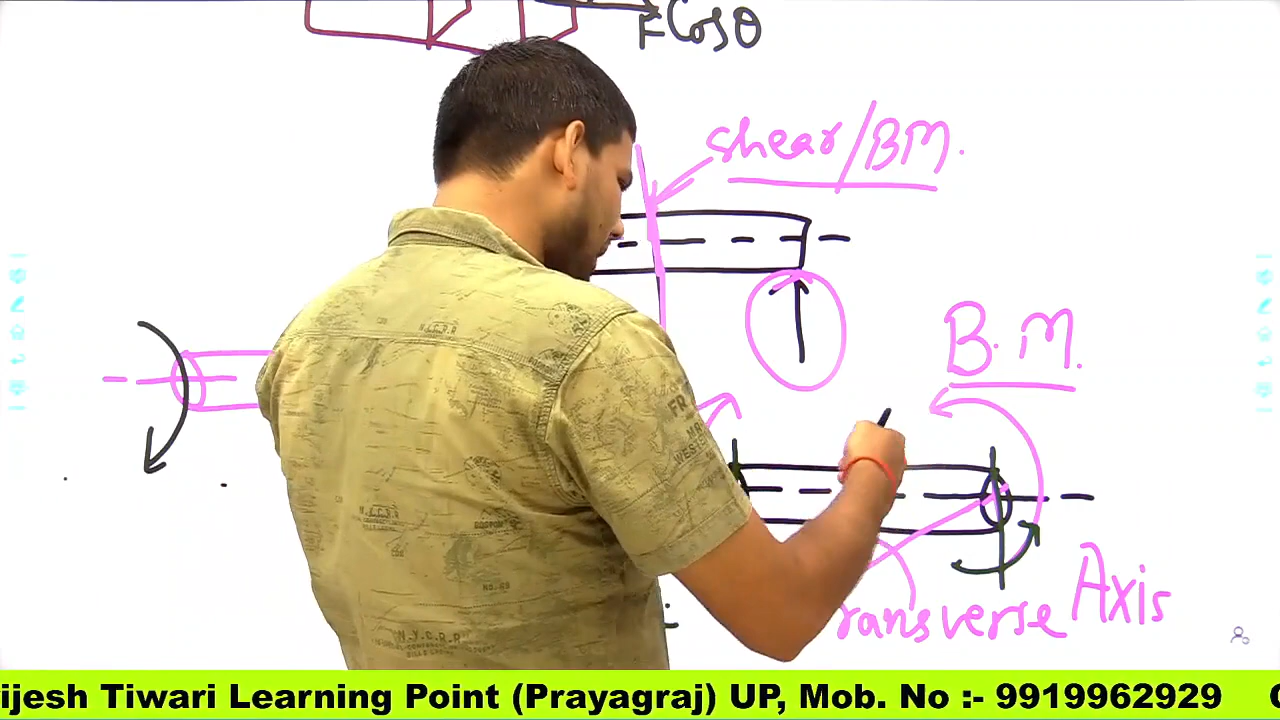 FCosθ
shear/BM.
B.M.
ransverse Axis
ijesh Tiwari Learning Point (Prayagraj) UP, Mob. No :- 9919962929